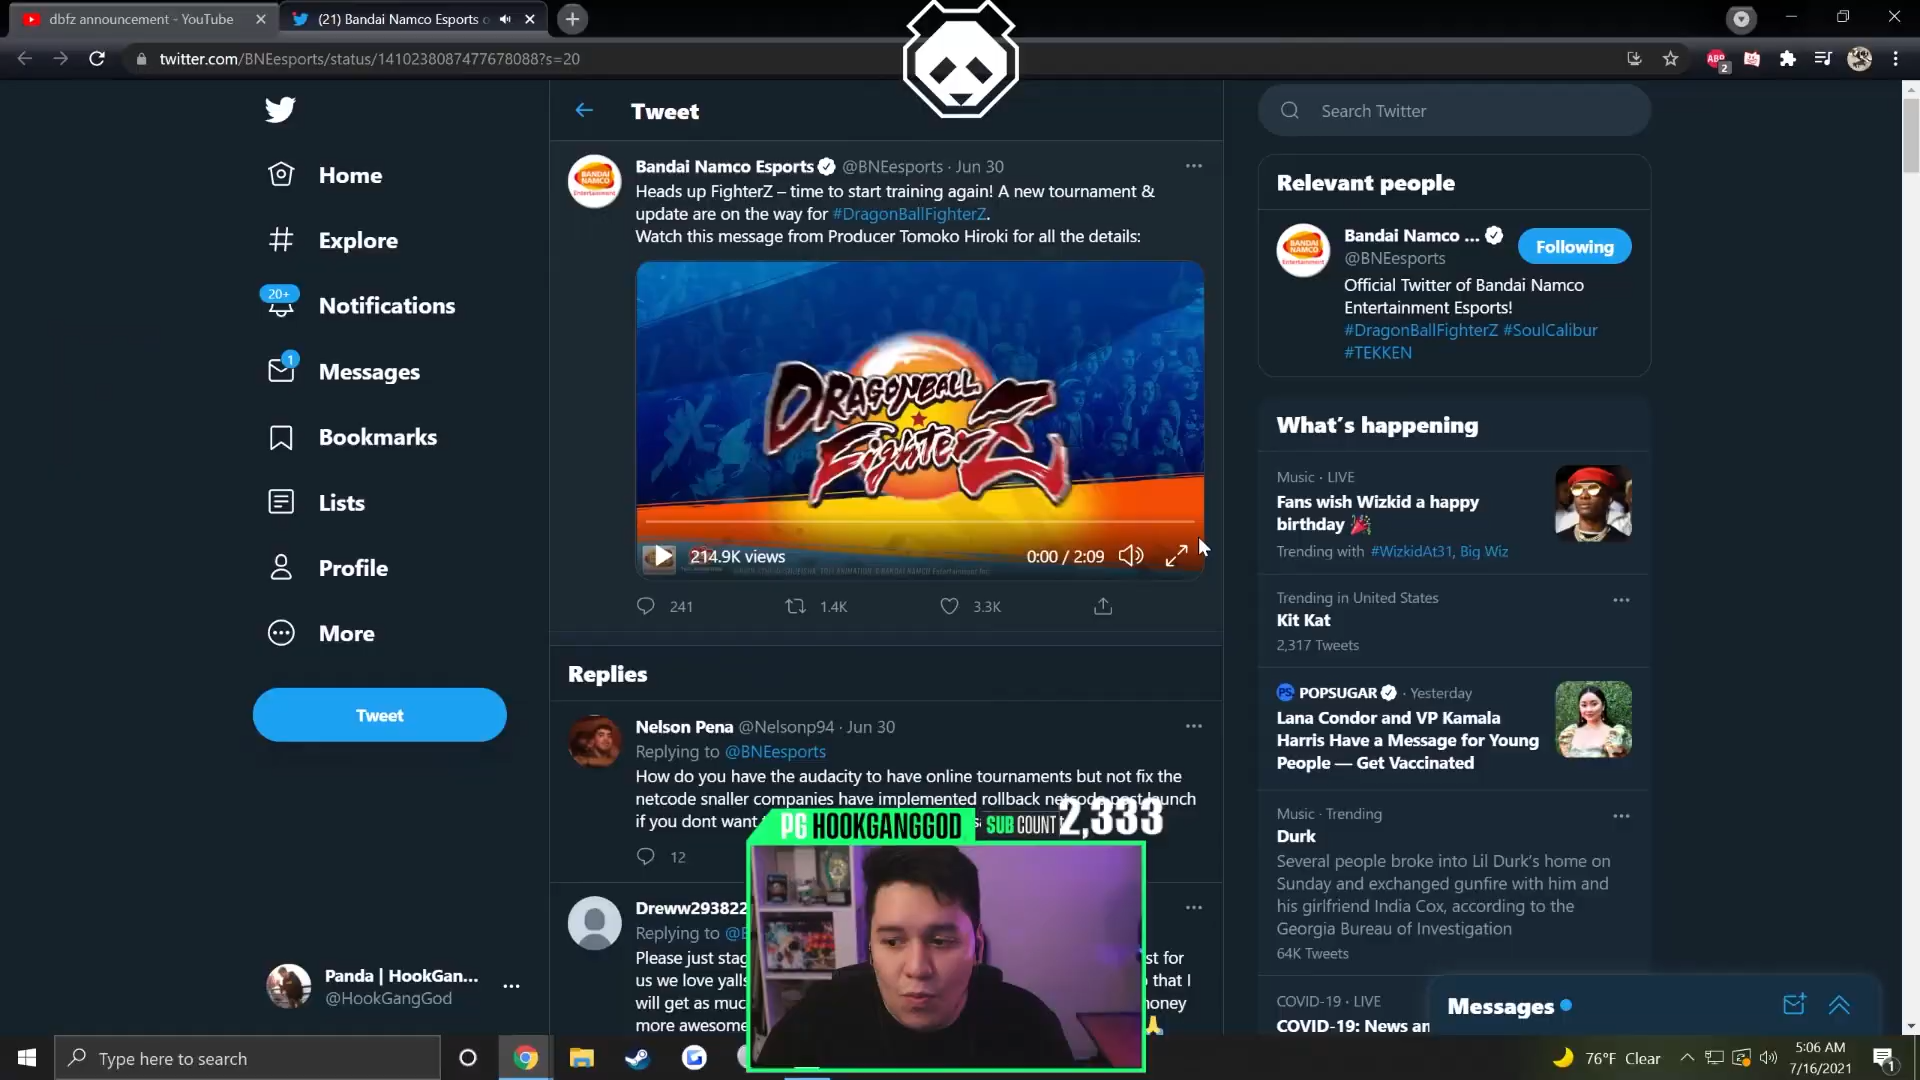 dbfz announcement - YouTube
(21) Bandai Namco Esports
twitter.com/BNEesports/status/1410238087477678088?s=20
ABP
2
Home
Explore
20+
Notifications
1
Messages
Bookmarks
Lists
Profile
More
Tweet
Panda | HookGan...
@HookGangGod
Tweet
Bandai Namco Esports @BNEesports · Jun 30
Heads up FighterZ – time to start training again! A new tournament &
update are on the way for #DragonBallFighterZ.
Watch this message from Producer Tomoko Hiroki for all the details:
DRAGONBALL
FighterZ
214.9K views
0:00 / 2:09
241
1.4K
3.3K
Replies
Nelson Pena @Nelsonp94 · Jun 30
Replying to @BNEesports
How do you have the audacity to have online tournaments but not fix the
netcode snaller companies have implemented rollback netcode post launch
if you dont want
12
Dreww293822
Replying to
Please just
st for
us we love yalls
that I
will get as
more awesome
PG HOOKGANGGOD
SUB COUNT 2,333
Search Twitter
Relevant people
Bandai Namco ...
@BNEesports
Following
Official Twitter of Bandai Namco
Entertainment Esports!
#DragonBallFighterZ #SoulCalibur
#TEKKEN
What's happening
Music · LIVE
Fans wish Wizkid a happy
birthday
Trending with #WizkidAt31, Big Wiz
Trending in United States
Kit Kat
2,317 Tweets
POPSUGAR · Yesterday
Lana Condor and VP Kamala
Harris Have a Message for Young
People — Get Vaccinated
Music · Trending
Durk
Several people broke into Lil Durk's home on
Sunday and exchanged gunfire with him and
his girlfriend India Cox, according to the
Georgia Bureau of Investigation
64K Tweets
COVID-19 · LIVE
COVID-19: News
Messages
Type here to search
76°F Clear
5:06 AM
7/16/2021
1